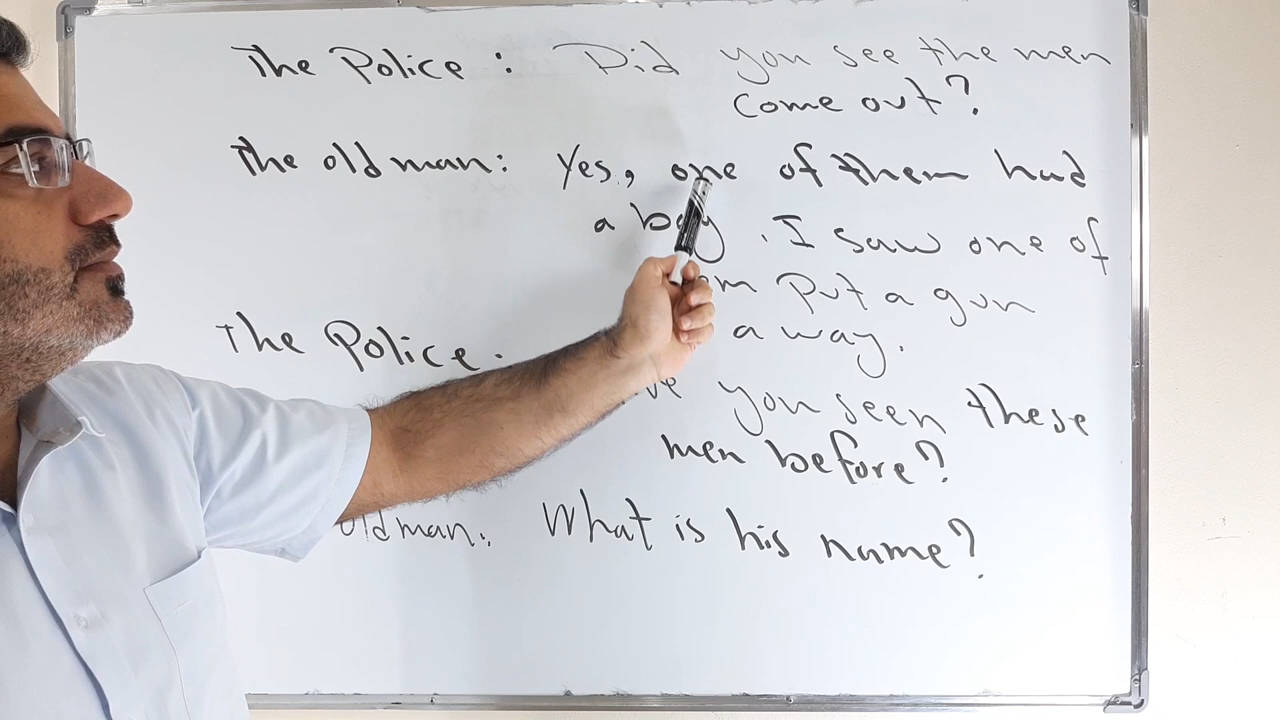 The Police : Did you see the men
come out?
The old man: Yes, one of them had
a bag . I saw one of
put a gun
away.
The Police.
you seen these
men before?
old man: What is his name?